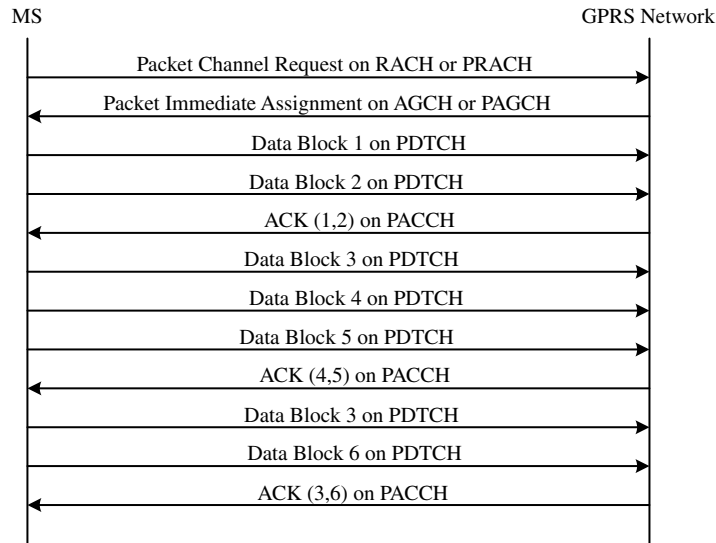 MS
GPRS Network
Packet Channel Request on RACH or PRACH
Packet Immediate Assignment on AGCH or PAGCH
Data Block 1 on PDTCH
Data Block 2 on PDTCH
ACK (1,2) on PACCH
Data Block 3 on PDTCH
Data Block 4 on PDTCH
Data Block 5 on PDTCH
ACK (4,5) on PACCH
Data Block 3 on PDTCH
Data Block 6 on PDTCH
ACK (3,6) on PACCH